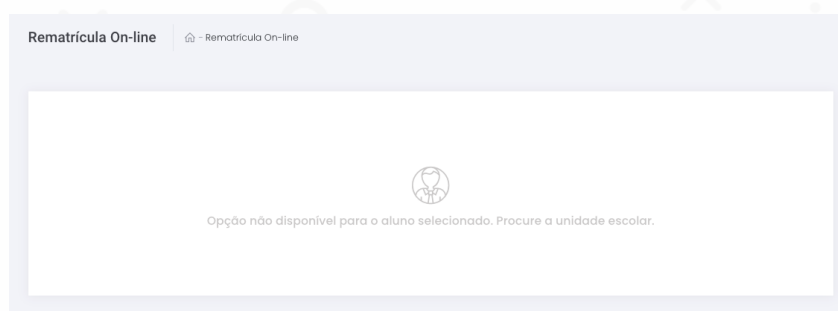 Rematrícula On-line
- Rematrícula On-line
Opção não disponível para o aluno selecionado. Procure a unidade escolar.